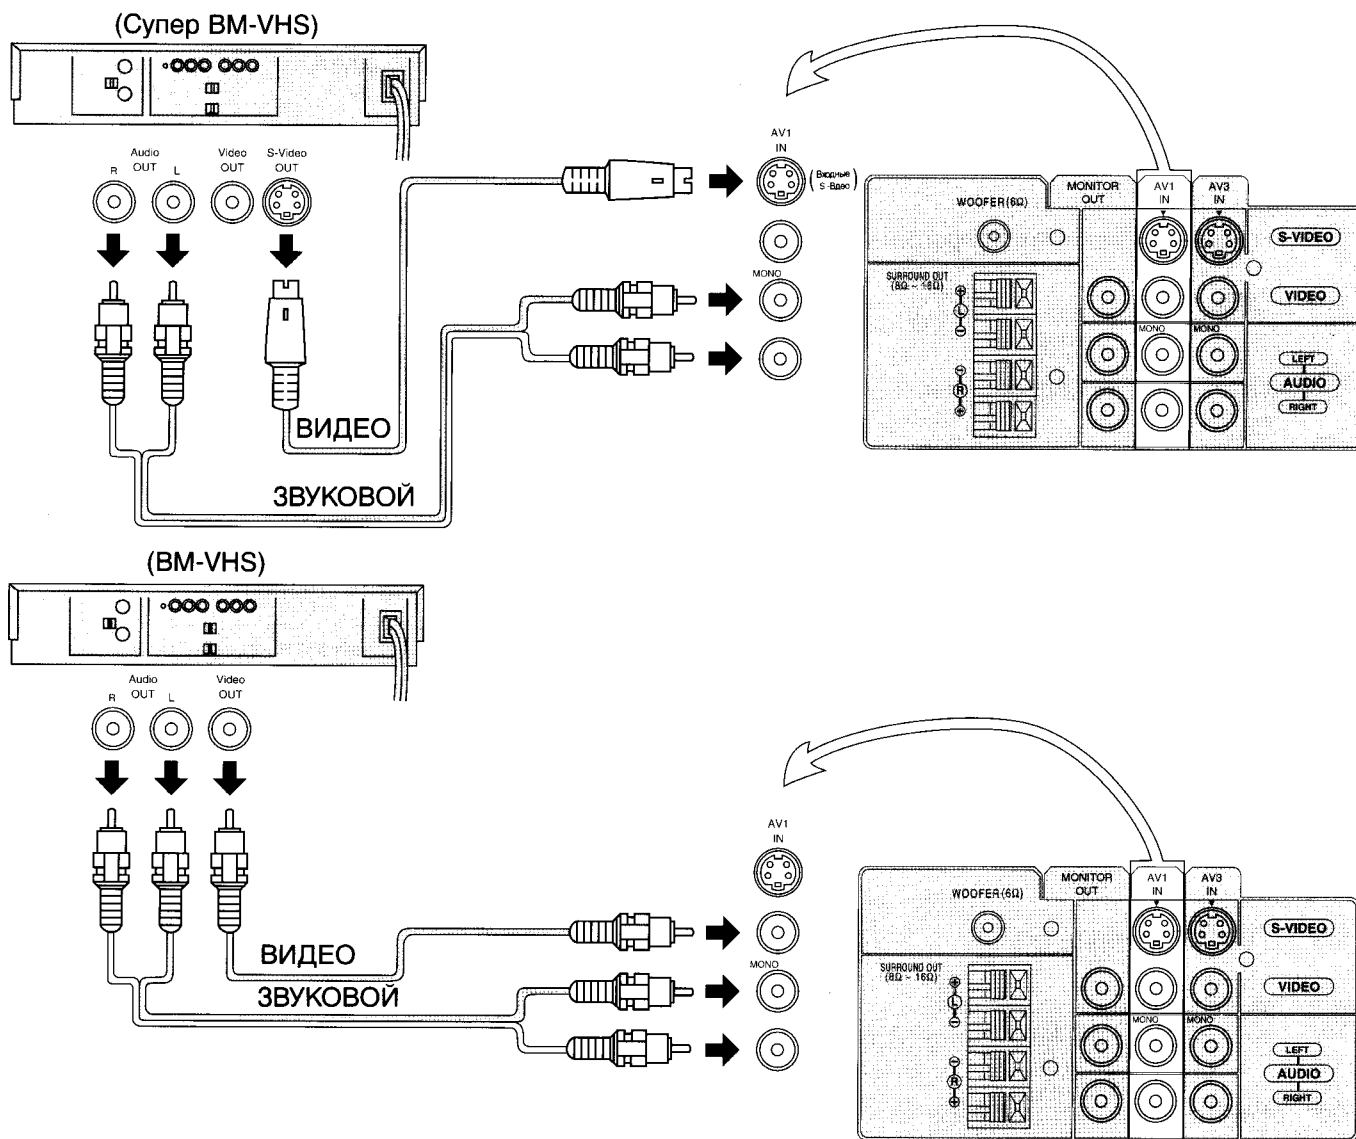 (Супер ВМ-VHS)
Audio
OUT
R
L
Video
OUT
S-Video
OUT
ВИДЕО
ЗВУКОВОЙ
AV1
IN
(Входные
S -Вдео)
MONO
WOOFER(6Ω)
SURROUND OUT
(8Ω ~ 16Ω)
L
R
MONITOR
OUT
AV1
IN
AV3
IN
S-VIDEO
VIDEO
MONO
MONO
LEFT
AUDIO
RIGHT
(ВМ-VHS)
Audio
OUT
R
L
Video
OUT
ВИДЕО
ЗВУКОВОЙ
AV1
IN
MONO
WOOFER(6Ω)
SURROUND OUT
(8Ω ~ 16Ω)
L
R
MONITOR
OUT
AV1
IN
AV3
IN
S-VIDEO
VIDEO
MONO
MONO
LEFT
AUDIO
RIGHT